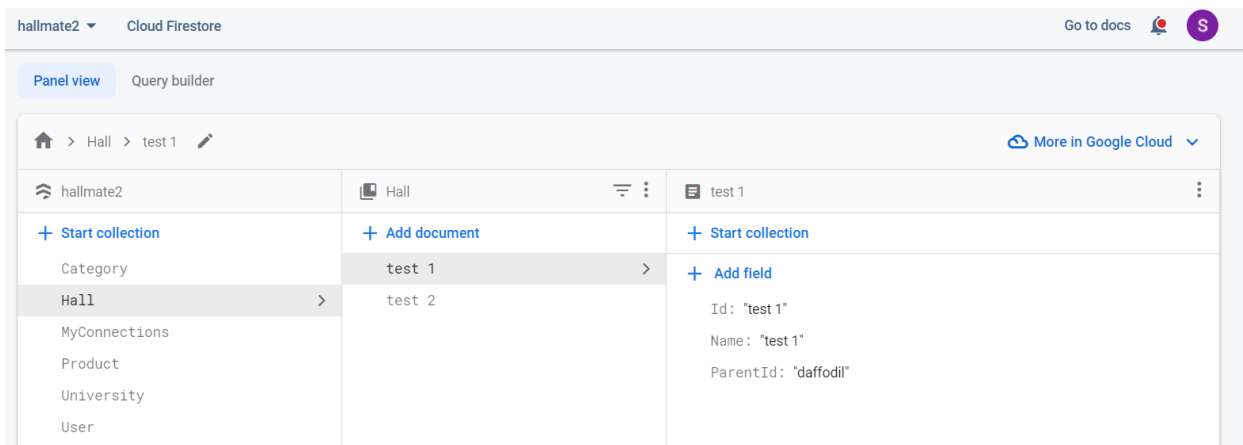 hallmate2 Cloud Firestore Go to docs S
Panel view Query builder
Hall > test 1 More in Google Cloud
hallmate2 Hall test 1
+ Start collection + Add document + Start collection
Category test 1 > + Add field
Hall > test 2 Id: "test 1"
MyConnections Name: "test 1"
Product ParentId: "daffodil"
University
User